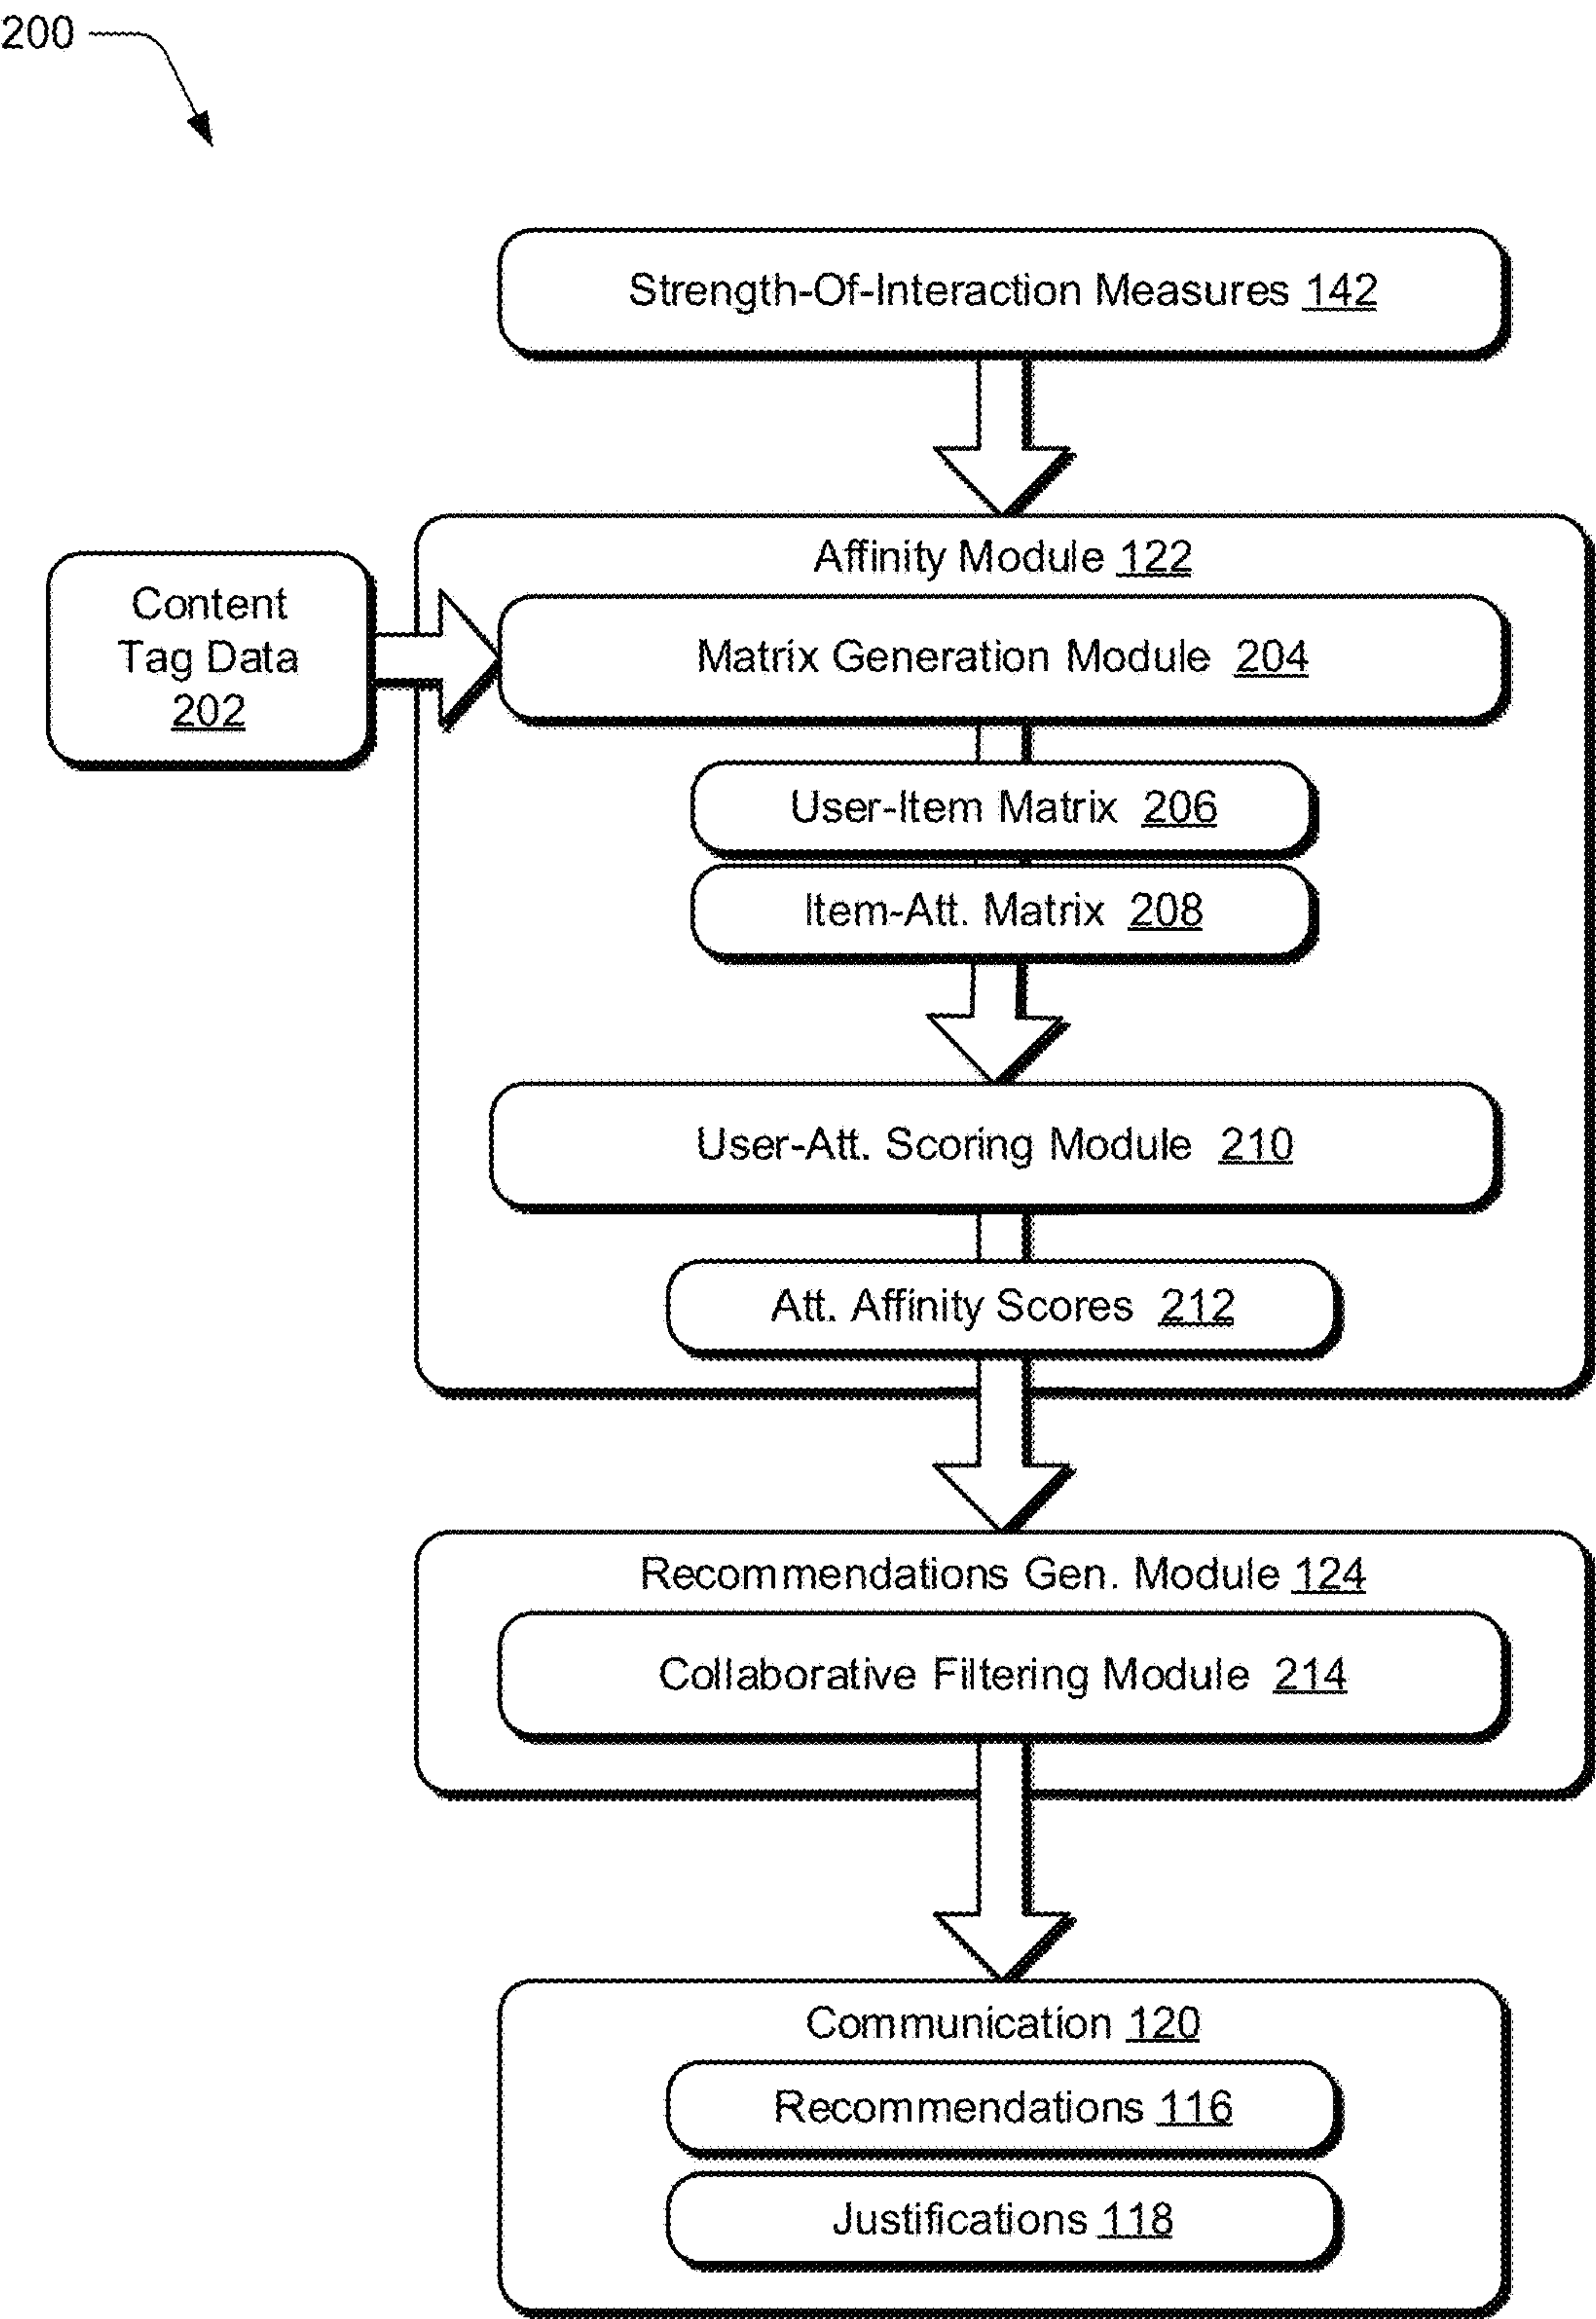 200
Strength-Of-Interaction Measures 142
Affinity Module 122
Content
Tag Data
202
Matrix Generation Module 204
User-Item Matrix 206
Item-Att. Matrix 208
User-Att. Scoring Module 210
Att. Affinity Scores 212
Recommendations Gen. Module 124
Collaborative Filtering Module 214
Communication 120
Recommendations 116
Justifications 118